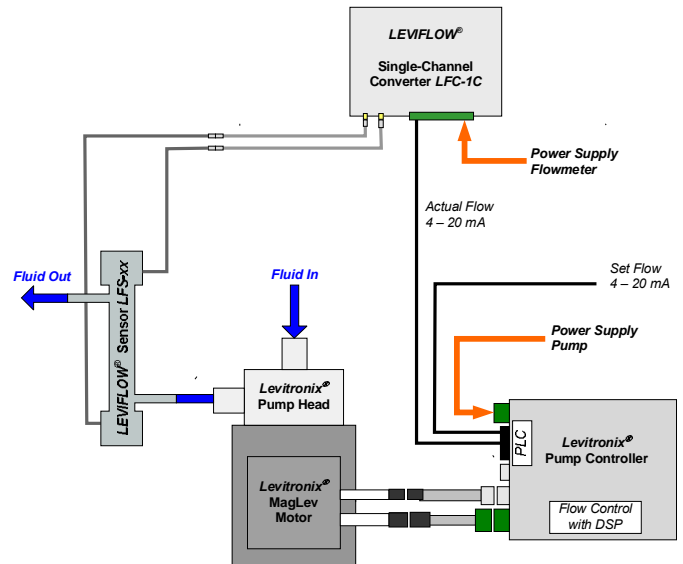 LEVIFLOW®
Single-Channel
Converter LFC-1C
Power Supply
Flowmeter
Actual Flow
4 – 20 mA
Fluid Out
LEVIFLOW® Sensor LFS-xx
Fluid In
Set Flow
4 – 20 mA
Power Supply
Pump
Levitronix®
Pump Head
PLC
Levitronix®
Pump Controller
Levitronix®
MagLev
Motor
Flow Control
with DSP